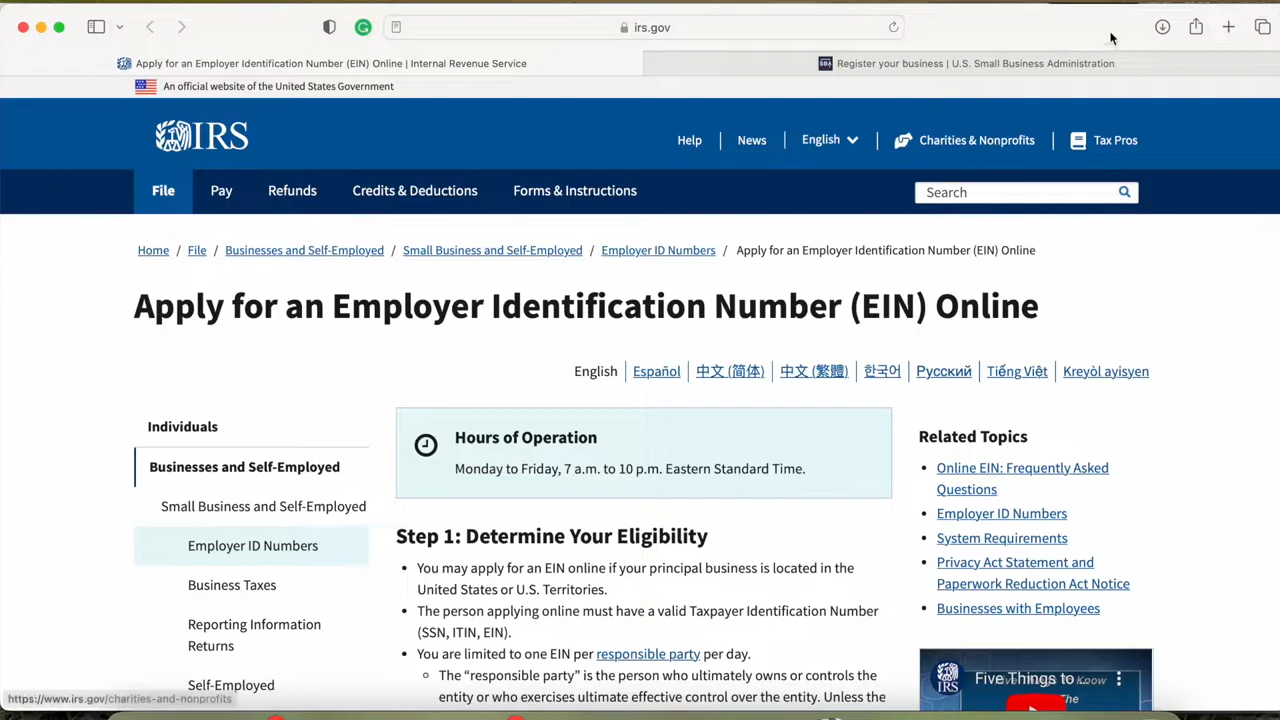 irs.gov
Apply for an Employer Identification Number (EIN) Online | Internal Revenue Service
SBA
Register your business | U.S. Small Business Administration
An official website of the United States Government
IRS
Help
News
English
Charities & Nonprofits
Tax Pros
File
Pay
Refunds
Credits & Deductions
Forms & Instructions
Search
Home / File / Businesses and Self-Employed / Small Business and Self-Employed / Employer ID Numbers / Apply for an Employer Identification Number (EIN) Online
Apply for an Employer Identification Number (EIN) Online
English | Español | 中文 (简体) | 中文 (繁體) | 한국어 | Русский | Tiếng Việt | Kreyòl ayisyen
Individuals
Businesses and Self-Employed
Small Business and Self-Employed
Employer ID Numbers
Business Taxes
Reporting Information
Returns
Self-Employed
https://www.irs.gov/charities-and-nonprofits
Hours of Operation
Monday to Friday, 7 a.m. to 10 p.m. Eastern Standard Time.
Step 1: Determine Your Eligibility
• You may apply for an EIN online if your principal business is located in the
United States or U.S. Territories.
• The person applying online must have a valid Taxpayer Identification Number
(SSN, ITIN, EIN).
• You are limited to one EIN per responsible party per day.
The “responsible party” is the person who ultimately owns or controls the
entity or who exercises ultimate effective control over the entity. Unless the
Related Topics
• Online EIN: Frequently Asked
Questions
• Employer ID Numbers
• System Requirements
• Privacy Act Statement and
Paperwork Reduction Act Notice
• Businesses with Employees
IRS
Five Things to ...
Know
The